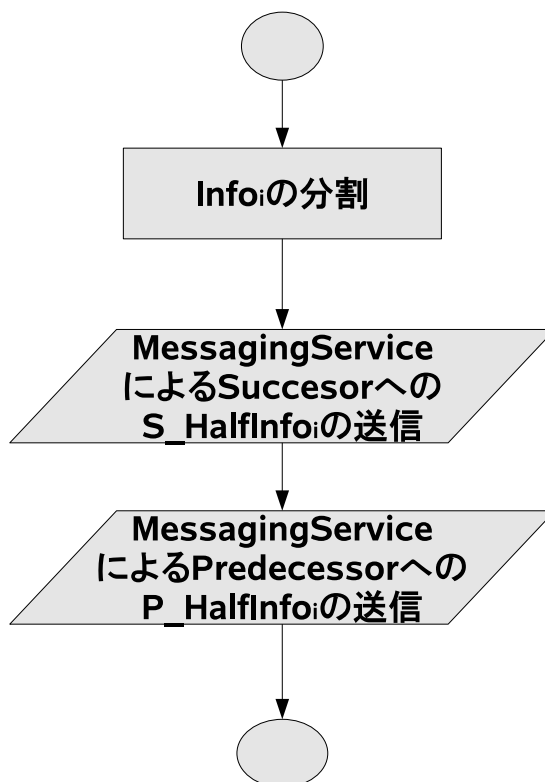 Infoiの分割
MessagingService
によるSuccesorへの
S_HalfInfoiの送信
MessagingService
によるPredecessorへの
P_HalfInfoiの送信